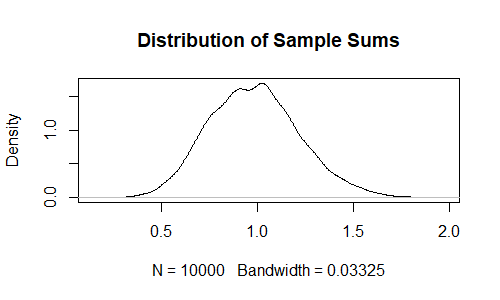 Distribution of Sample Sums
Density
1.0
0.0
0.5 1.0 1.5 2.0
N = 10000 Bandwidth = 0.03325